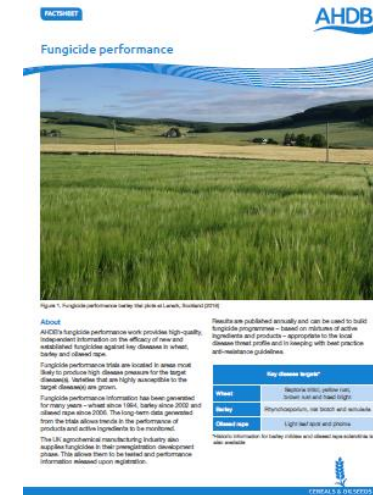 FACTSHEET
AHDB
Fungicide performance
Figure 1. Fungicide performance barley trial plots at Lanark, Scotland (2016)
About
AHDB's fungicide performance work provides high-quality,
independent information on the efficacy of new and
established fungicides against key diseases in wheat,
barley and oilseed rape.
Fungicide performance trials are located in areas most
likely to produce high disease pressure for the target
disease(s). Varieties that are highly susceptible to the
target disease(s) are grown.
Fungicide performance information has been generated
for many years – wheat since 1994, barley since 2002 and
oilseed rape since 2006. The long-term data generated
from the trials allows trends in the performance of
products and active ingredients to be monitored.
The UK agrochemical manufacturing industry also
supplies fungicides in their preregistration development
phase. This allows them to be tested and performance
information released upon registration.
Results are published annually and can be used to build
fungicide programmes – based on mixtures of active
ingredients and products – appropriate to the local
disease threat profile and in keeping with best practice
anti-resistance guidelines.
Key disease targets*
Wheat
Septoria tritici, yellow rust,
brown rust and head blight
Barley
Rhynchosporium, net blotch and ramularia
Oilseed rape
Light leaf spot and phoma
*Historic information for barley mildew and oilseed rape sclerotinia is
also available
CEREALS & OILSEEDS